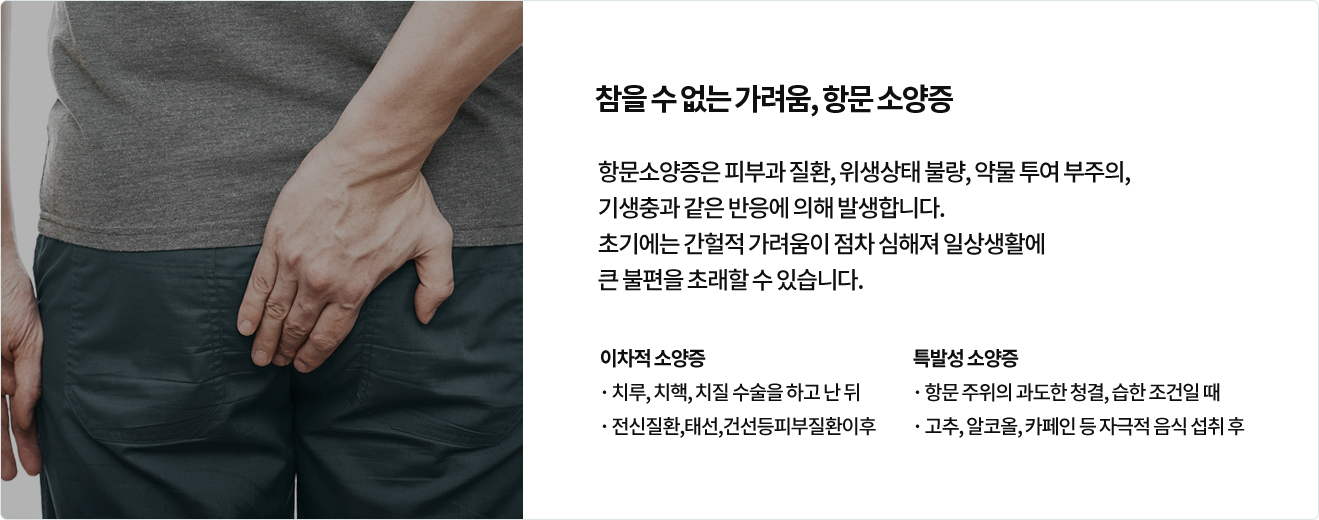 참을 수 없는 가려움, 항문 소양증
항문소양증은 피부과 질환, 위생상태 불량, 약물 투여 부주의,
기생충과 같은 반응에 의해 발생합니다.
초기에는 간헐적 가려움이 점차 심해져 일상생활에
큰 불편을 초래할 수 있습니다.
이차적 소양증
· 치루, 치핵, 치질 수술을 하고 난 뒤
· 전신질환,태선,건선등피부질환이후
특발성 소양증
· 항문 주위의 과도한 청결, 습한 조건일 때
· 고추, 알코올, 카페인 등 자극적 음식 섭취 후